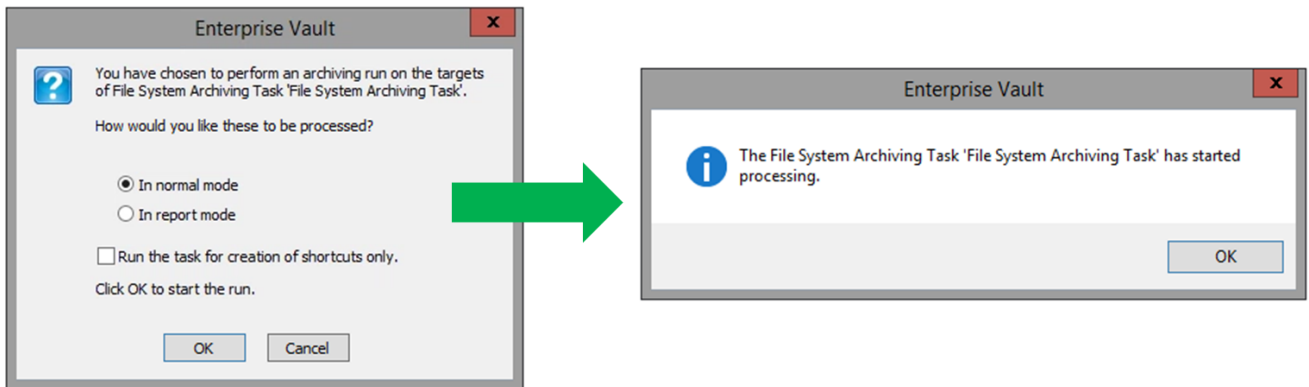 Enterprise Vault
x
You have chosen to perform an archiving run on the targets
of File System Archiving Task 'File System Archiving Task'.
How would you like these to be processed?
In normal mode
In report mode
Run the task for creation of shortcuts only.
Click OK to start the run.
OK
Cancel
Enterprise Vault
x
The File System Archiving Task 'File System Archiving Task' has started
processing.
OK